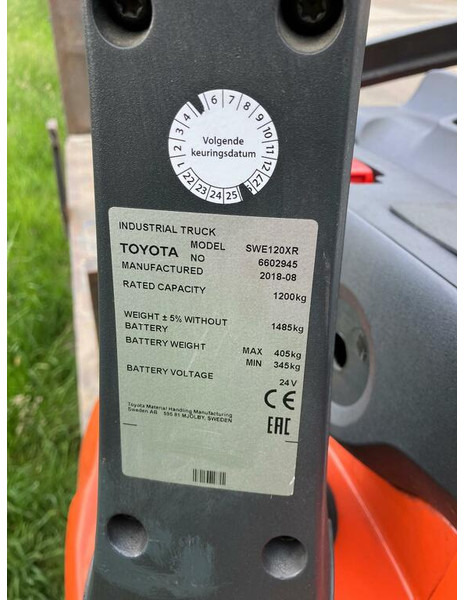 1 2 3 4 6 7 8 9 10 11 12
Volgende
keuringsdatum
22 23 24 25 27
INDUSTRIAL TRUCK
TOYOTA MODEL SWE120XR
NO 6602945
MANUFACTURED 2018-08
RATED CAPACITY 1200kg
WEIGHT ± 5% WITHOUT
BATTERY 1485kg
BATTERY WEIGHT MAX 405kg
MIN 345kg
BATTERY VOLTAGE 24V
CE
Toyota Material Handling Manufacturing
Sweden AB 595 81 MJÖLBY, SWEDEN
EAC